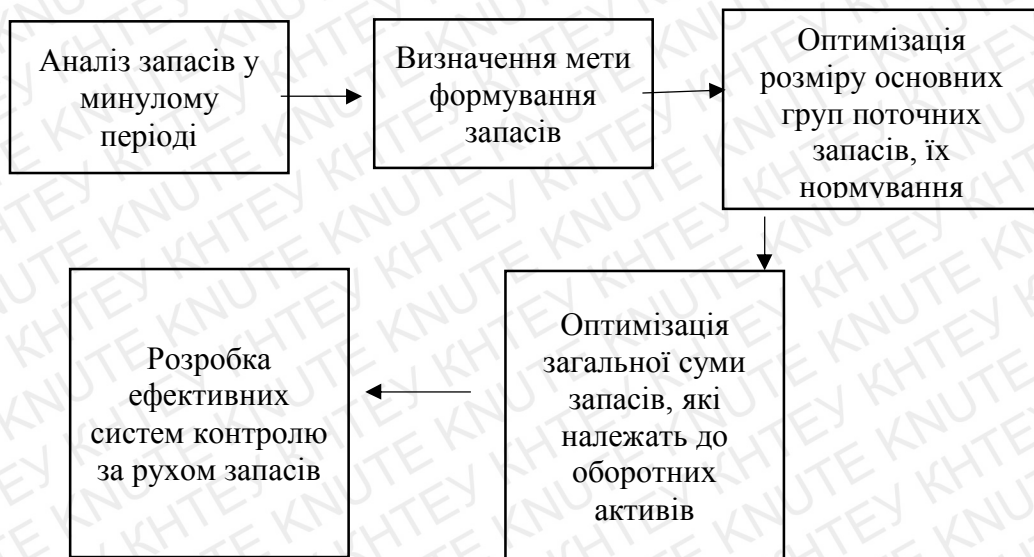 Аналіз запасів у
минулому
періоді
Визначення мети
формування
запасів
Оптимізація
розміру основних
груп поточних
запасів, їх
нормування
Оптимізація
загальної суми
запасів, які
належать до
оборотних
активів
Розробка
ефективних
систем контролю
за рухом запасів